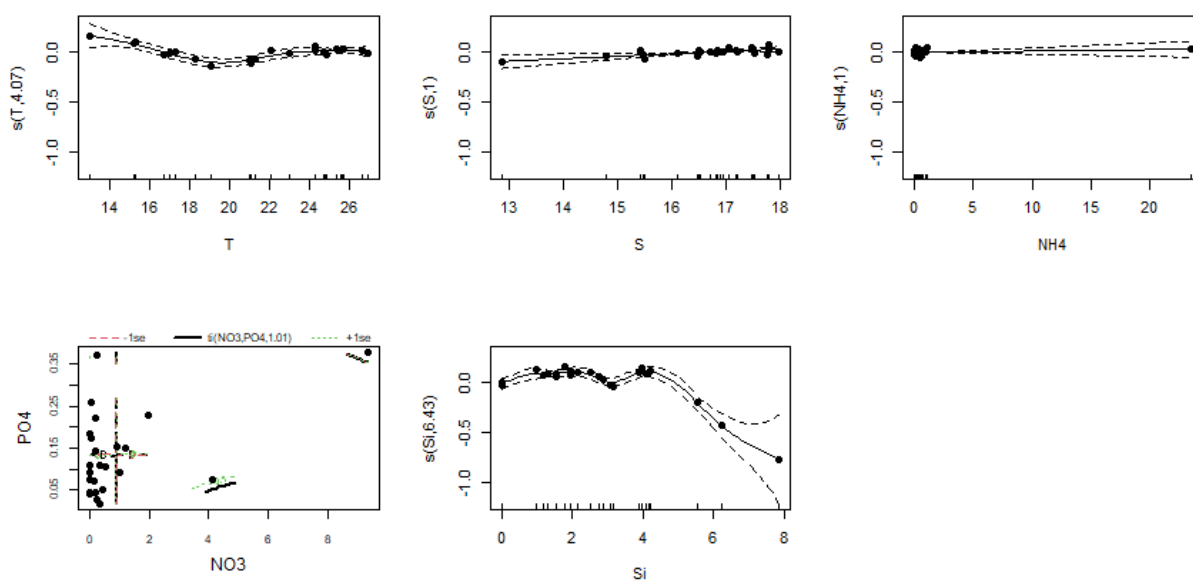 s(T,4.07)
0.0
-0.5
-1.0
14 16 18 20 22 24 26
T
s(S,1)
0.0
-0.5
-1.0
13 14 15 16 17 18
S
s(NH4,1)
0.0
-0.5
-1.0
0 5 10 15 20
NH4
-1se ti(NO3,PO4,1.01) +1se
PO4
0.35
0.25
0.15
0.05
0 2 4 6 8
NO3
s(Si,6.43)
0.0
-0.5
-1.0
0 2 4 6 8
Si